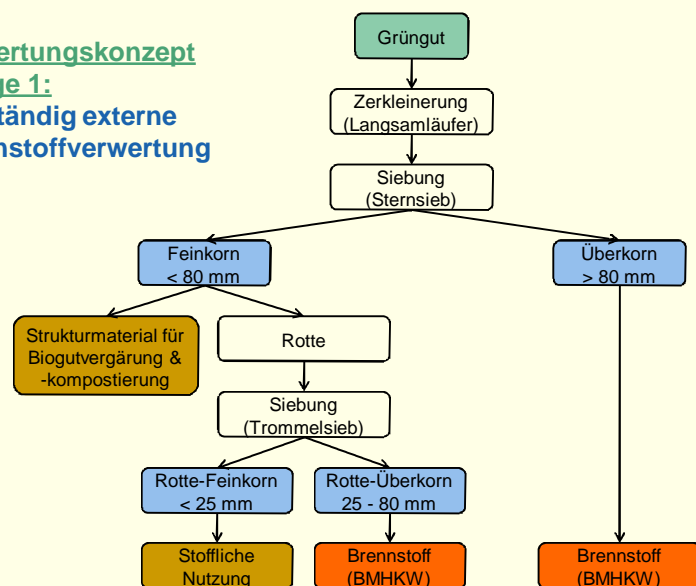 Grüngut
ertungskonzept
ge 1:
tändig externe
nstoffverwertung
Zerkleinerung
(Langsamläufer)
Siebung
(Sternsieb)
Feinkorn
< 80 mm
Überkorn
> 80 mm
Strukturmaterial für
Biogutvergärung &
-kompostierung
Rotte
Siebung
(Trommelsieb)
Rotte-Feinkorn
< 25 mm
Rotte-Überkorn
25 - 80 mm
Stoffliche
Nutzung
Brennstoff
(BMHKW)
Brennstoff
(BMHKW)